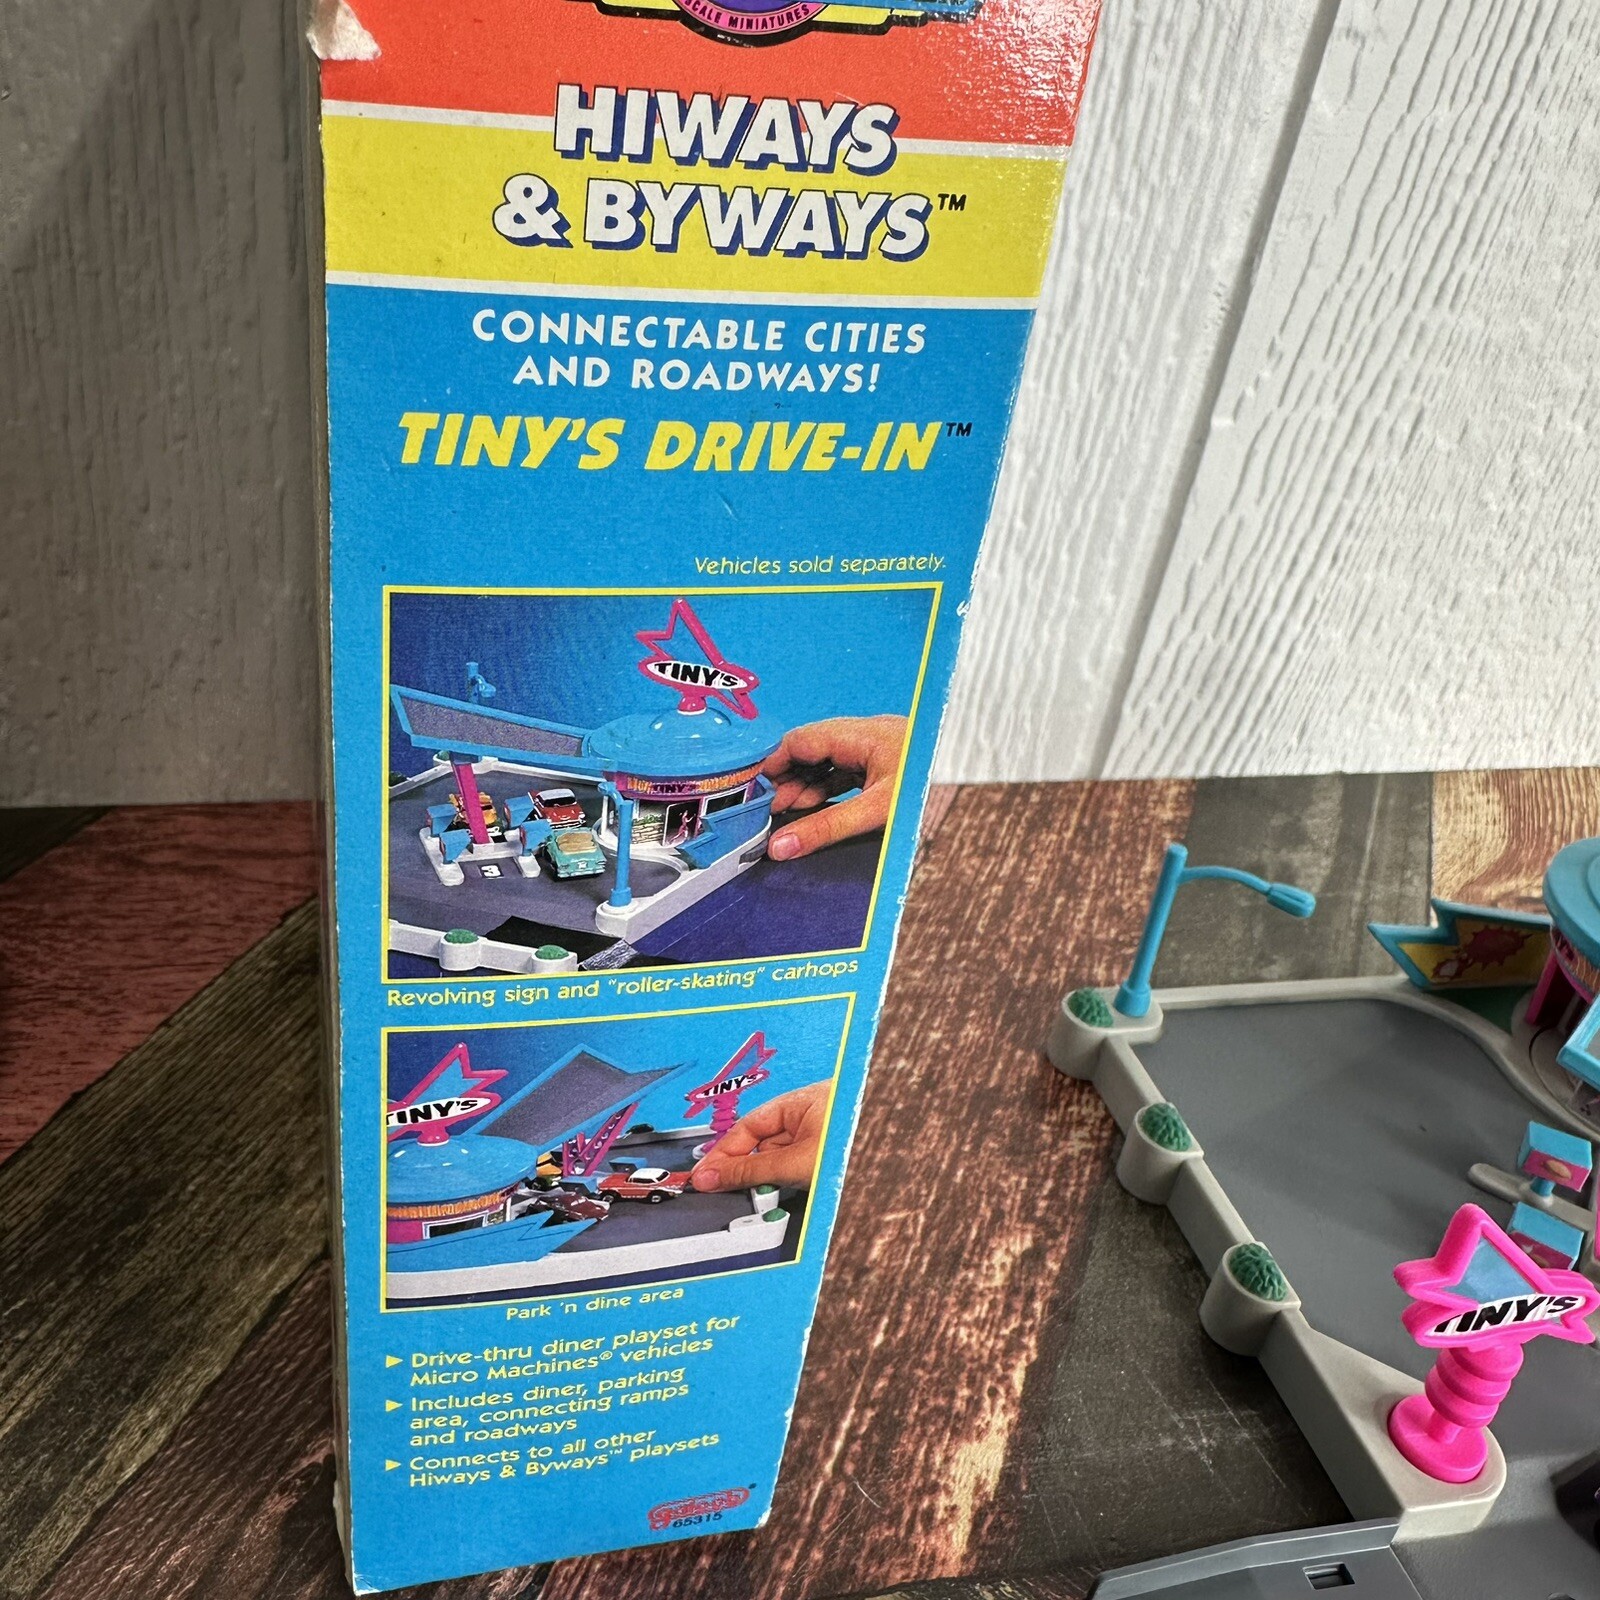 SCALE MINIATURES
HIWAYS
& BYWAYS™
CONNECTABLE CITIES
AND ROADWAYS!
TINY'S DRIVE-IN™
Vehicles sold separately.
TINY'S
TINY'S
3
Revolving sign and "roller-skating" carhops
TINY'S
TINY'S
Park 'n dine area
► Drive-thru diner playset for
Micro Machines® vehicles
► Includes diner, parking
area, connecting ramps
and roadways
► Connects to all other
Hiways & Byways™ playsets
Galoob®
65315
TINY'S